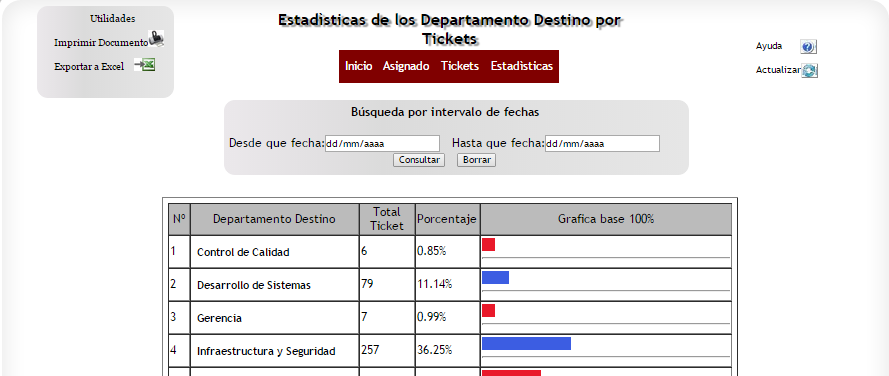 Utilidades
Imprimir Documento
Exportar a Excel
Estadisticas de los Departamento Destino por
Tickets
Inicio Asignado Tickets Estadisticas
Ayuda
Actualizar
Búsqueda por intervalo de fechas
Desde que fecha: dd/mm/aaaa Hasta que fecha: dd/mm/aaaa
Consultar Borrar
Nº Departamento Destino Total Ticket Porcentaje Grafica base 100%
1 Control de Calidad 6 0.85%
2 Desarrollo de Sistemas 79 11.14%
3 Gerencia 7 0.99%
4 Infraestructura y Seguridad 257 36.25%